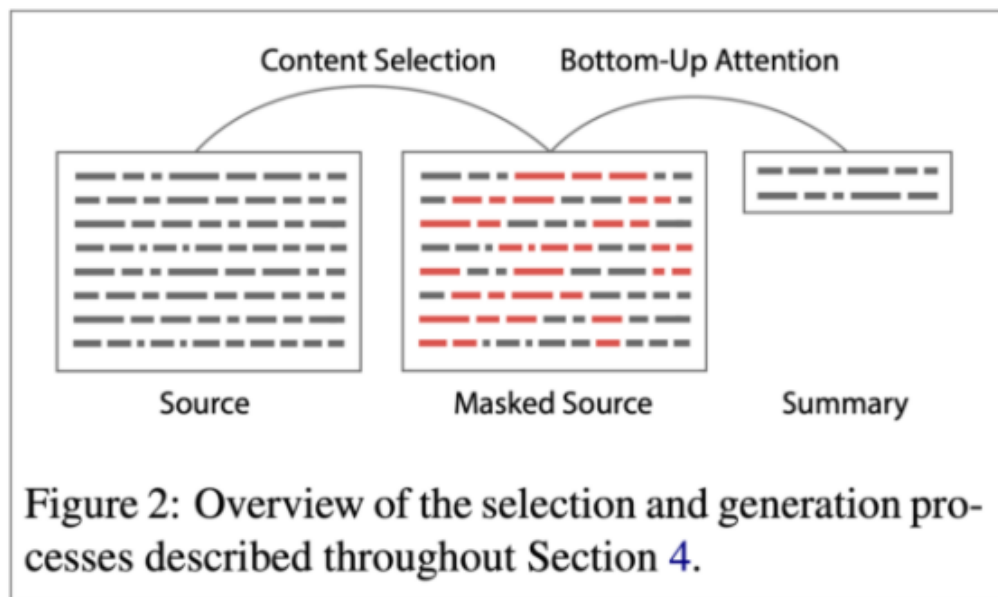 Content Selection
Bottom-Up Attention
Source
Masked Source
Summary
Figure 2: Overview of the selection and generation pro-
cesses described throughout Section 4.